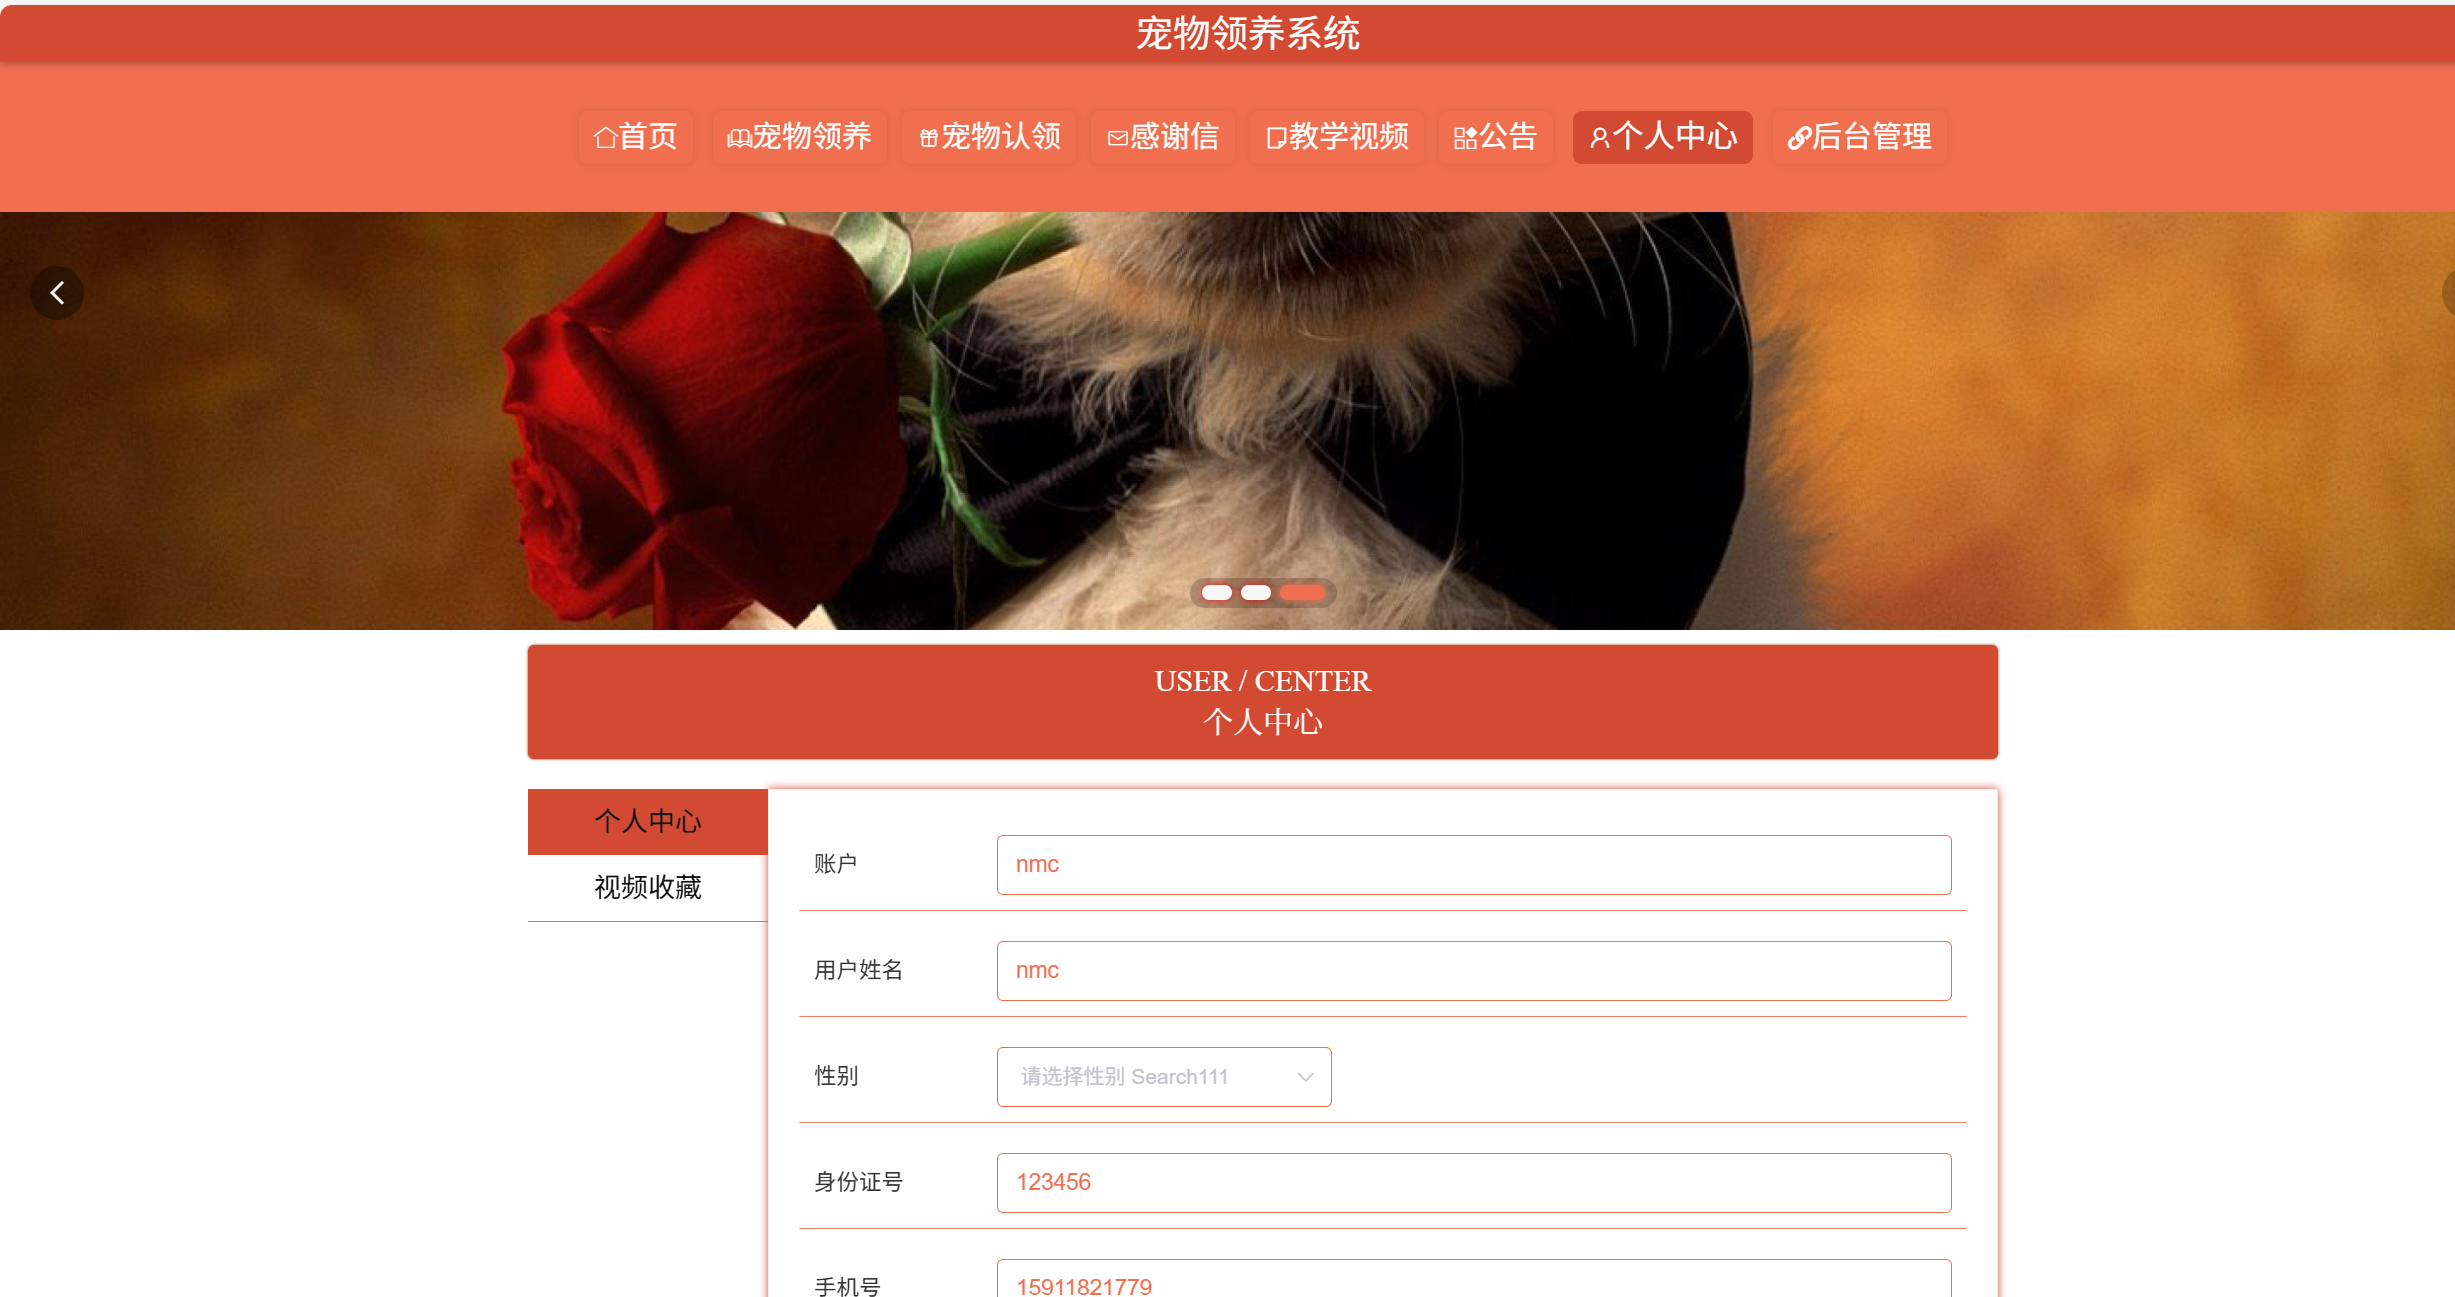 宠物领养系统
首页 宠物领养 宠物认领 感谢信 教学视频 公告 个人中心 后台管理
USER / CENTER
个人中心
个人中心
视频收藏
账户 nmc
用户姓名 nmc
性别 请选择性别 Search111
身份证号 123456
手机号 15911821779